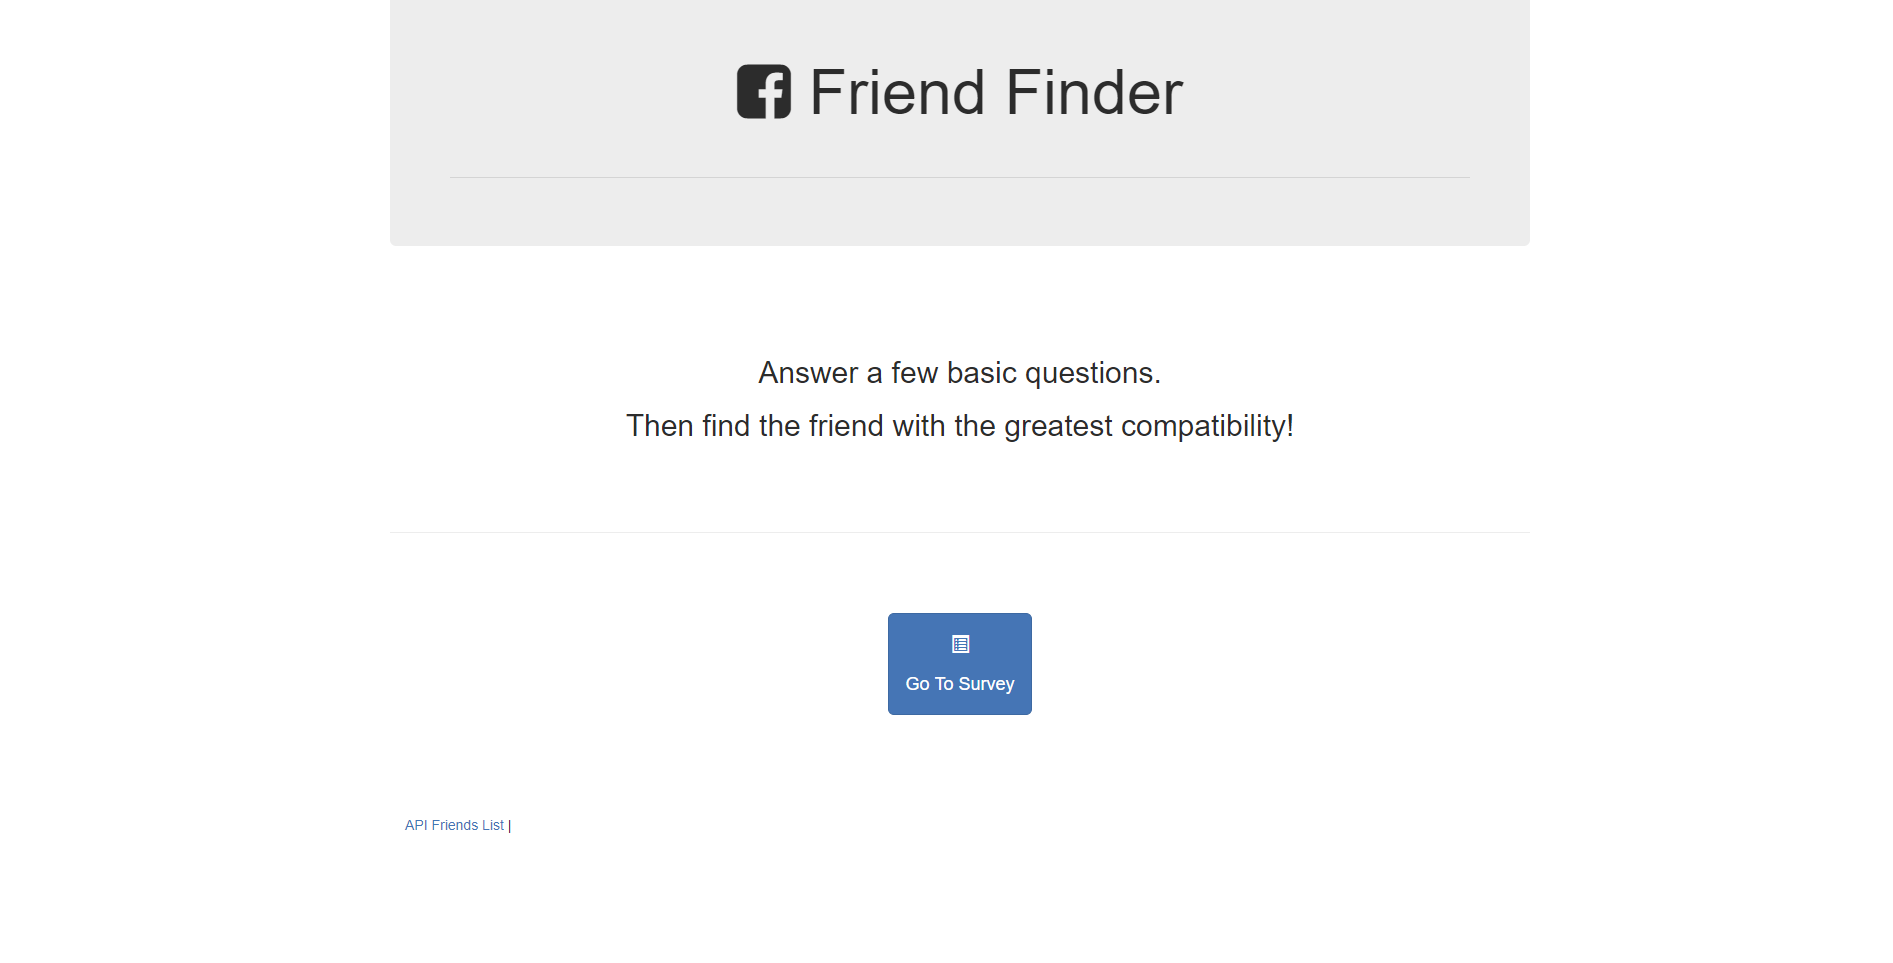 Friend Finder
Answer a few basic questions.
Then find the friend with the greatest compatibility!
Go To Survey
API Friends List |